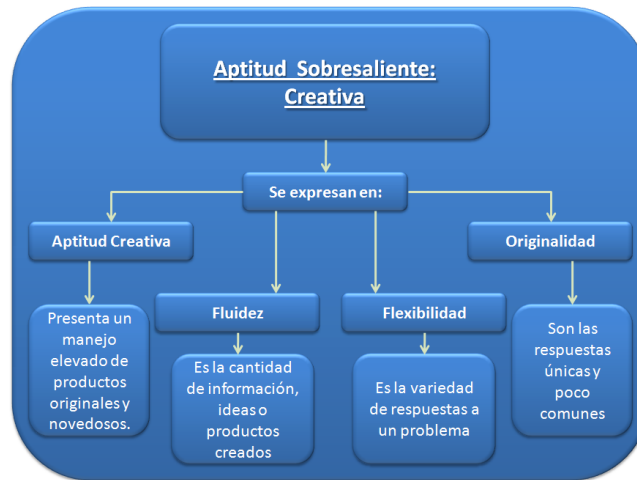 Aptitud Sobresaliente:
Creativa
Se expresan en:
Aptitud Creativa
Originalidad
Fluidez
Flexibilidad
Presenta un
manejo
elevado de
productos
originales y
novedosos.
Es la cantidad
de información,
ideas o
productos
creados
Es la variedad
de respuestas a
un problema
Son las
respuestas
únicas y
poco
comunes